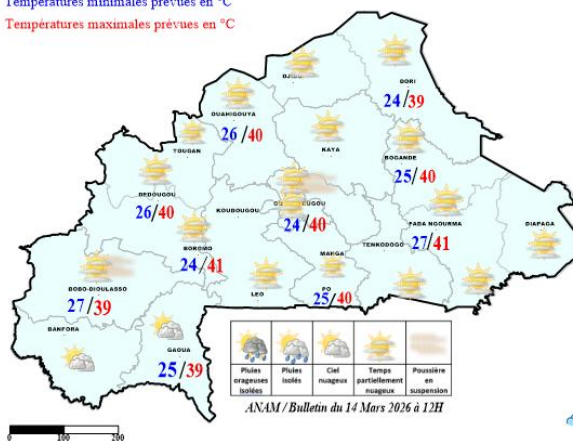 Températures minimales prévues en °C
Températures maximales prévues en °C
DORI
24/39
OUAHIGOUYA
26/40
TOUGAN
KAYA
BOGANDE
25/40
DEDOUGOU
26/40
KOUDOUGOU
24/40
FADA NGOURMA
27/41
DIAPAGA
BOROMO
24/41
TENKODOGO
MANGA
LEO
PO
25/40
BOBO-DIOULASSO
27/39
BANFORA
GAOUA
25/39
Pluies orageuses isolées
Pluies isolés
Ciel nuageux
Temps partiellement nuageux
Poussière en suspension
ANAM / Bulletin du 14 Mars 2026 à 12H
0 100 200